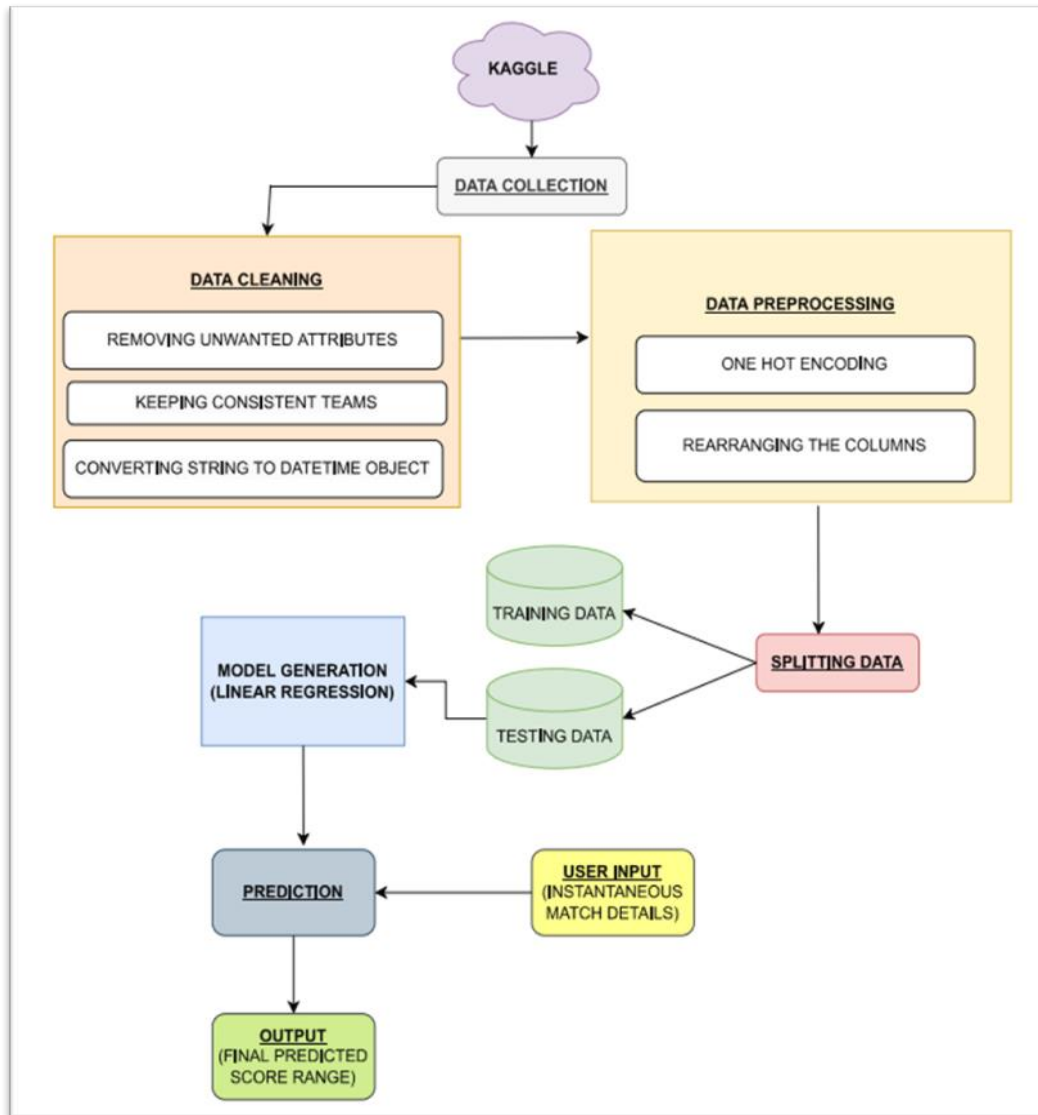 KAGGLE
DATA COLLECTION
DATA CLEANING
REMOVING UNWANTED ATTRIBUTES
KEEPING CONSISTENT TEAMS
CONVERTING STRING TO DATETIME OBJECT
DATA PREPROCESSING
ONE HOT ENCODING
REARRANGING THE COLUMNS
SPLITTING DATA
TRAINING DATA
TESTING DATA
MODEL GENERATION
(LINEAR REGRESSION)
PREDICTION
USER INPUT
(INSTANTANEOUS
MATCH DETAILS)
OUTPUT
(FINAL PREDICTED
SCORE RANGE)